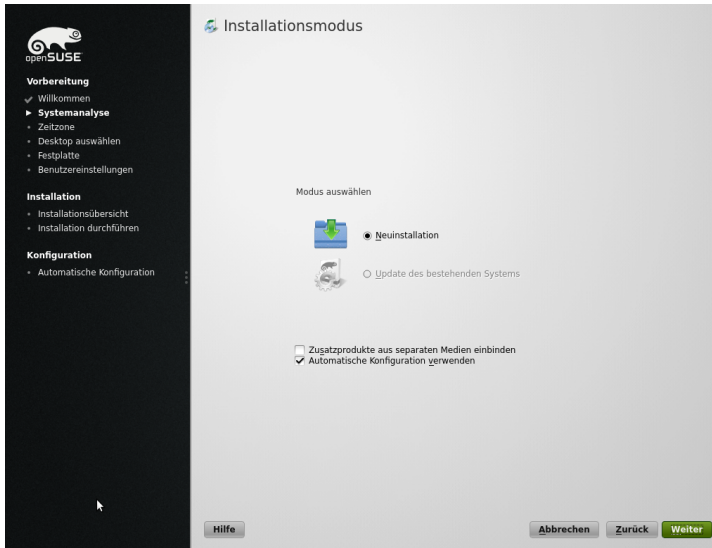 openSUSE
Vorbereitung
Willkommen
Systemanalyse
Zeitzone
Desktop auswählen
Festplatte
Benutzereinstellungen
Installation
Installationsübersicht
Installation durchführen
Konfiguration
Automatische Konfiguration
Installationsmodus
Modus auswählen
Neuinstallation
Update des bestehenden Systems
Zusatzprodukte aus separaten Medien einbinden
Automatische Konfiguration verwenden
Hilfe
Abbrechen
Zurück
Weiter